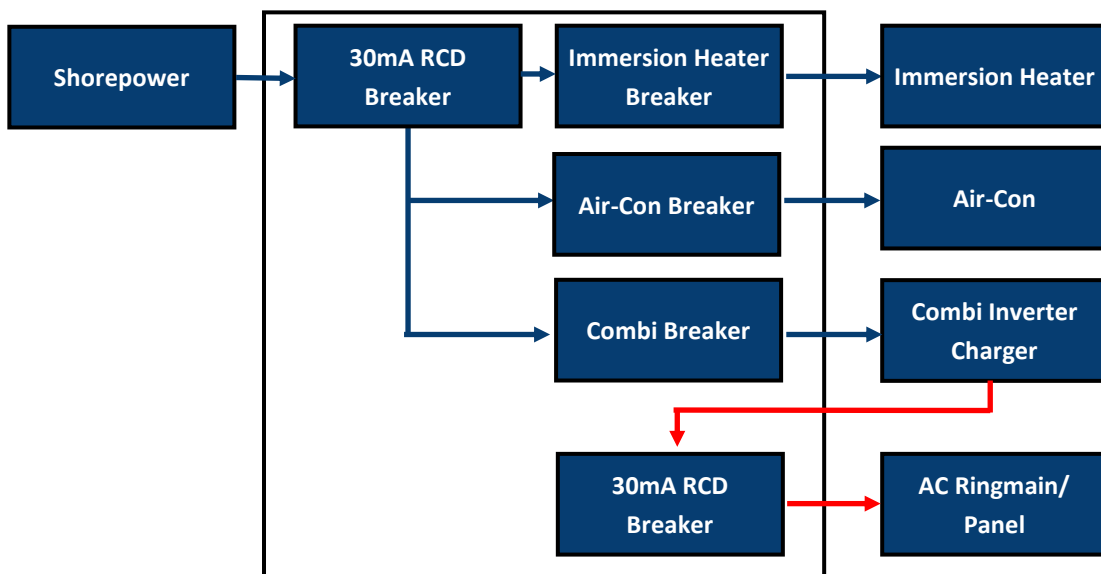 Shorepower
30mA RCD
Breaker
Immersion Heater
Breaker
Immersion Heater
Air-Con Breaker
Air-Con
Combi Breaker
Combi Inverter
Charger
30mA RCD
Breaker
AC Ringmain/
Panel